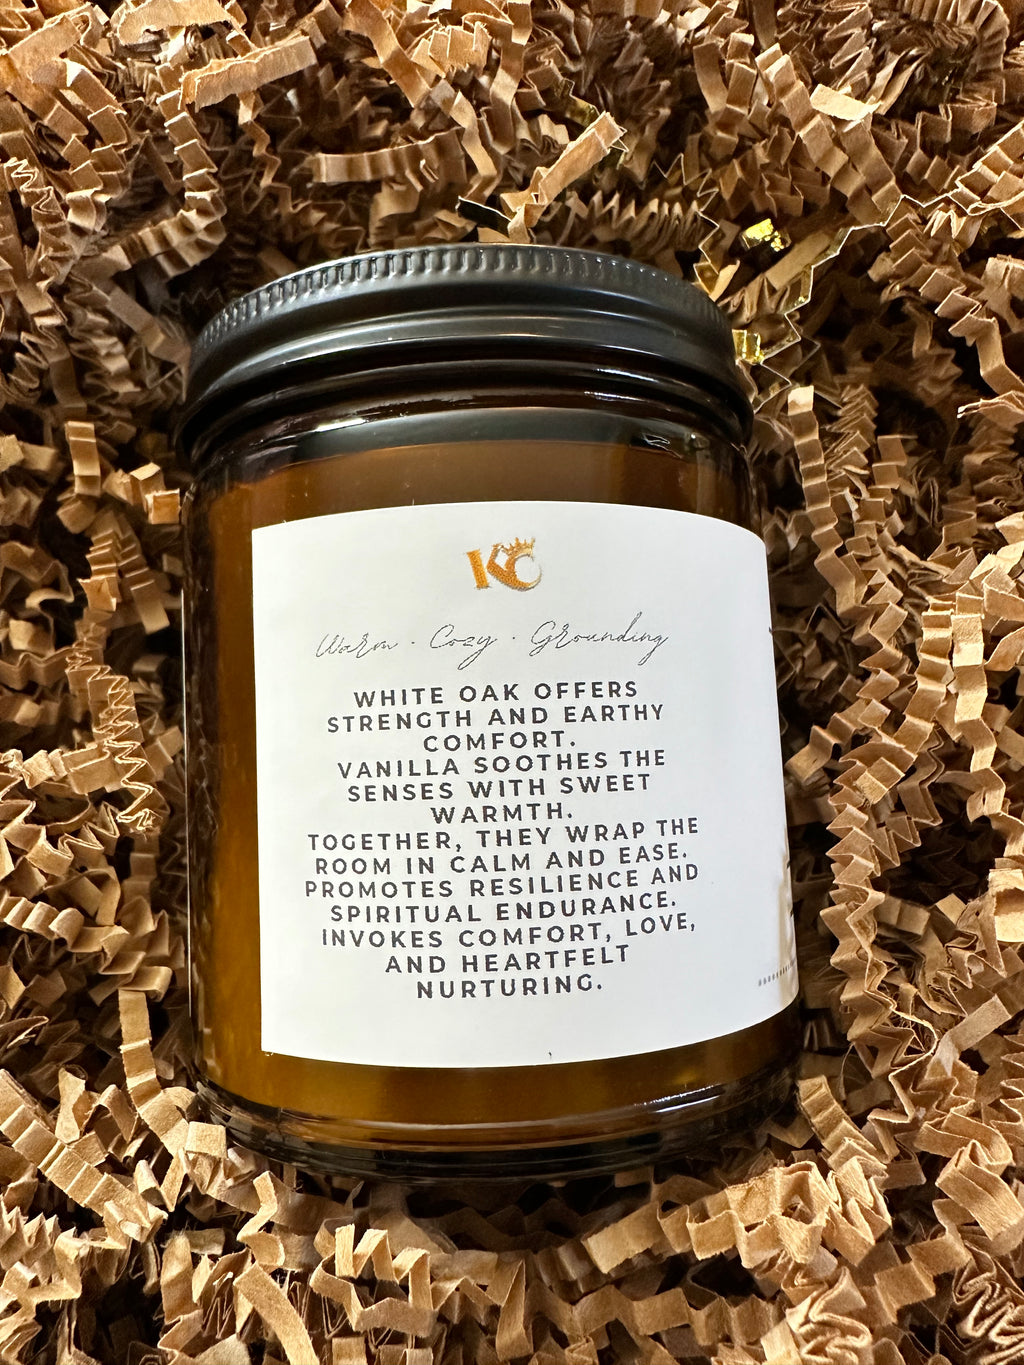 KC
Warm . Cozy . Grounding
WHITE OAK OFFERS
STRENGTH AND EARTHY
COMFORT.
VANILLA SOOTHES THE
SENSES WITH SWEET
WARMTH.
TOGETHER, THEY WRAP THE
ROOM IN CALM AND EASE.
PROMOTES RESILIENCE AND
SPIRITUAL ENDURANCE.
INVOKES COMFORT, LOVE,
AND HEARTFELT
NURTURING.